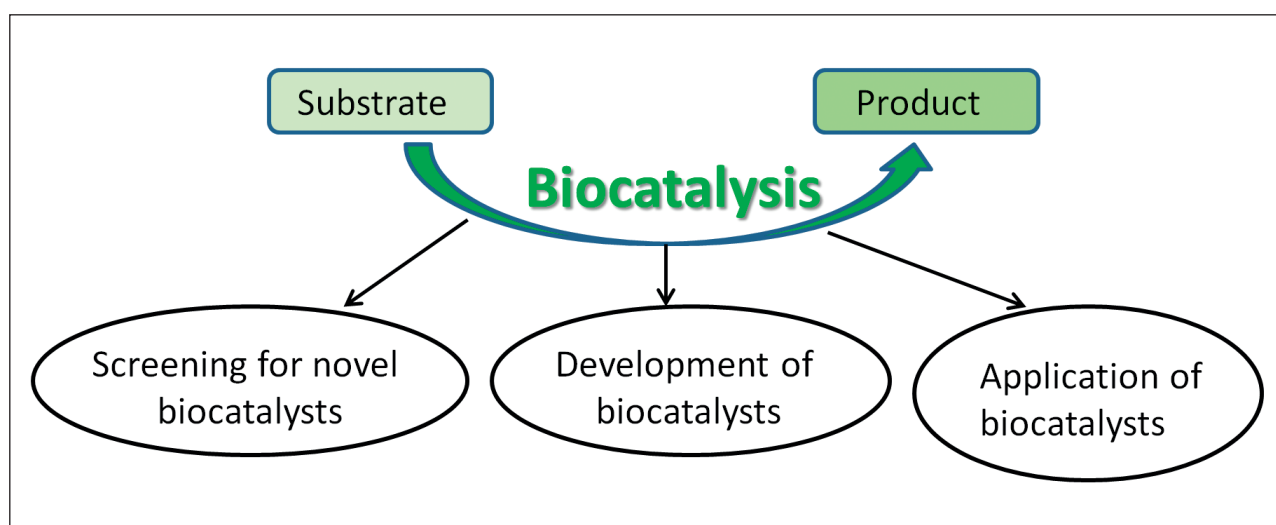 Substrate
Product
Biocatalysis
Screening for novel
biocatalysts
Development of
biocatalysts
Application of
biocatalysts